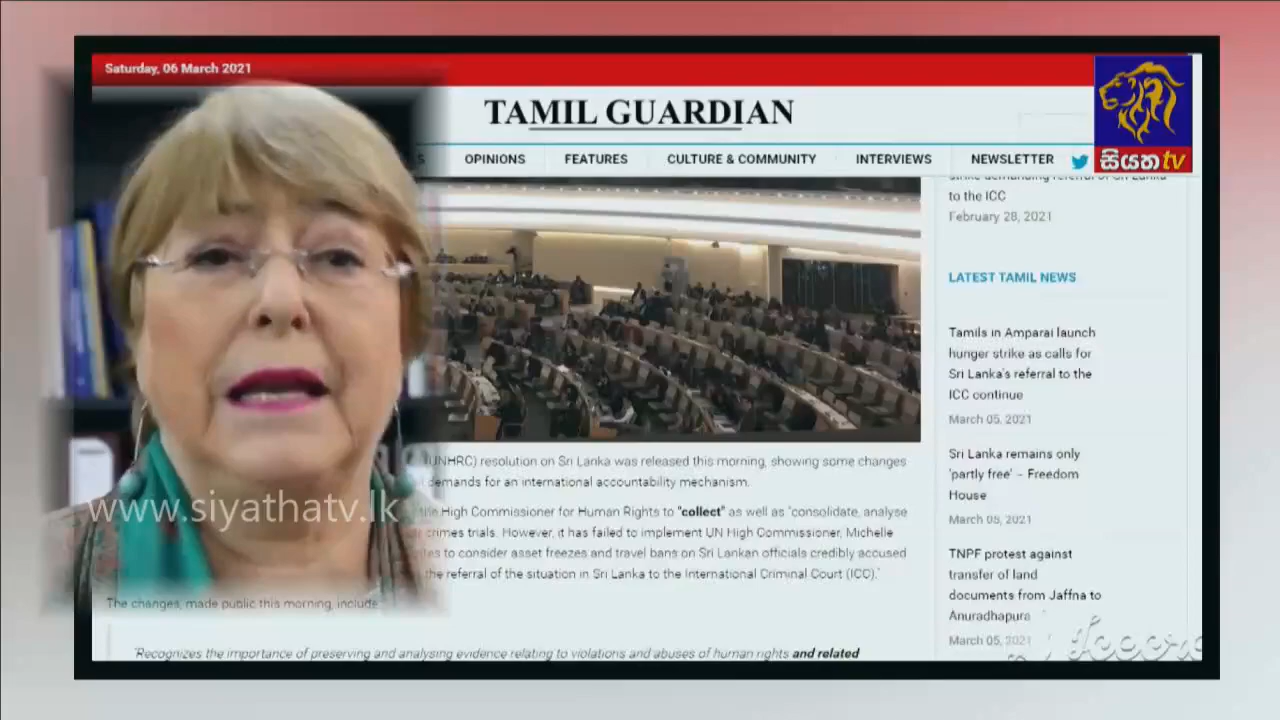 Saturday, 06 March 2021
TAMIL GUARDIAN
S OPINIONS FEATURES CULTURE & COMMUNITY INTERVIEWS NEWSLETTER
සියත tv
strike demanding referral of Sri Lanka
to the ICC
February 28, 2021
LATEST TAMIL NEWS
Tamils in Amparai launch
hunger strike as calls for
Sri Lanka's referral to the
ICC continue
March 05, 2021
Sri Lanka remains only
'partly free' – Freedom
House
March 05, 2021
TNPF protest against
transfer of land
documents from Jaffna to
Anuradhapura
March 05, 2021
(UNHRC) resolution on Sri Lanka was released this morning, showing some changes
demands for an international accountability mechanism.
www.siyathatv.lk
High Commissioner for Human Rights to "collect" as well as "consolidate, analyse
crimes trials. However, it has failed to implement UN High Commissioner, Michelle
to consider asset freezes and travel bans on Sri Lankan officials credibly accused
the referral of the situation in Sri Lanka to the International Criminal Court (ICC)."
The changes, made public this morning, include
"Recognizes the importance of preserving and analysing evidence relating to violations and abuses of human rights and related